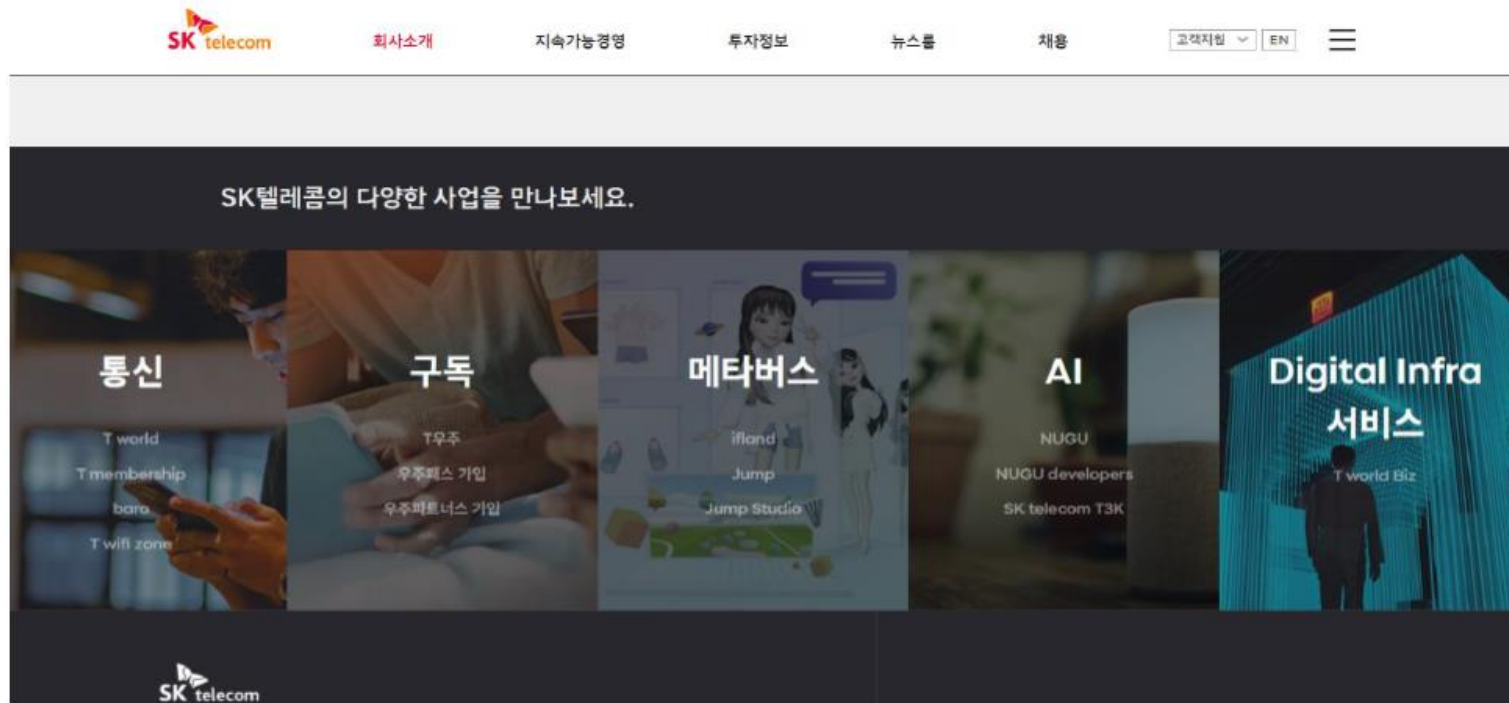 SK telecom
회사소개
지속가능경영
투자정보
뉴스룸
채용
고객지원
EN
SK텔레콤의 다양한 사업을 만나보세요.
통신
T world
T membership
baro
T wifi zone
구독
T우주
우주패스 가입
우주파트너스 가입
메타버스
ifland
Jump
Jump Studio
AI
NUGU
NUGU developers
SK telecom T3K
Digital Infra
서비스
T world Biz
SK telecom